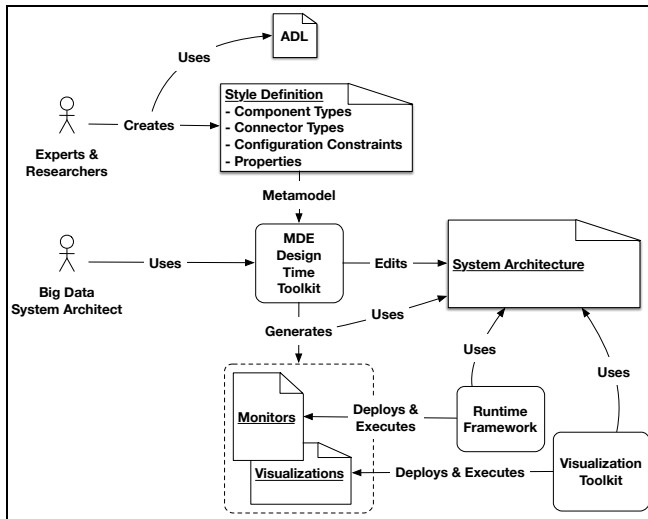 ADL
Uses
Style Definition
- Component Types
- Connector Types
- Configuration Constraints
- Properties
Creates
Experts &
Researchers
Metamodel
MDE
Design
Time
Toolkit
Uses
Edits
System Architecture
Big Data
System Architect
Generates
Uses
Uses
Uses
Monitors
Deploys &
Executes
Runtime
Framework
Visualizations
Deploys & Executes
Visualization
Toolkit